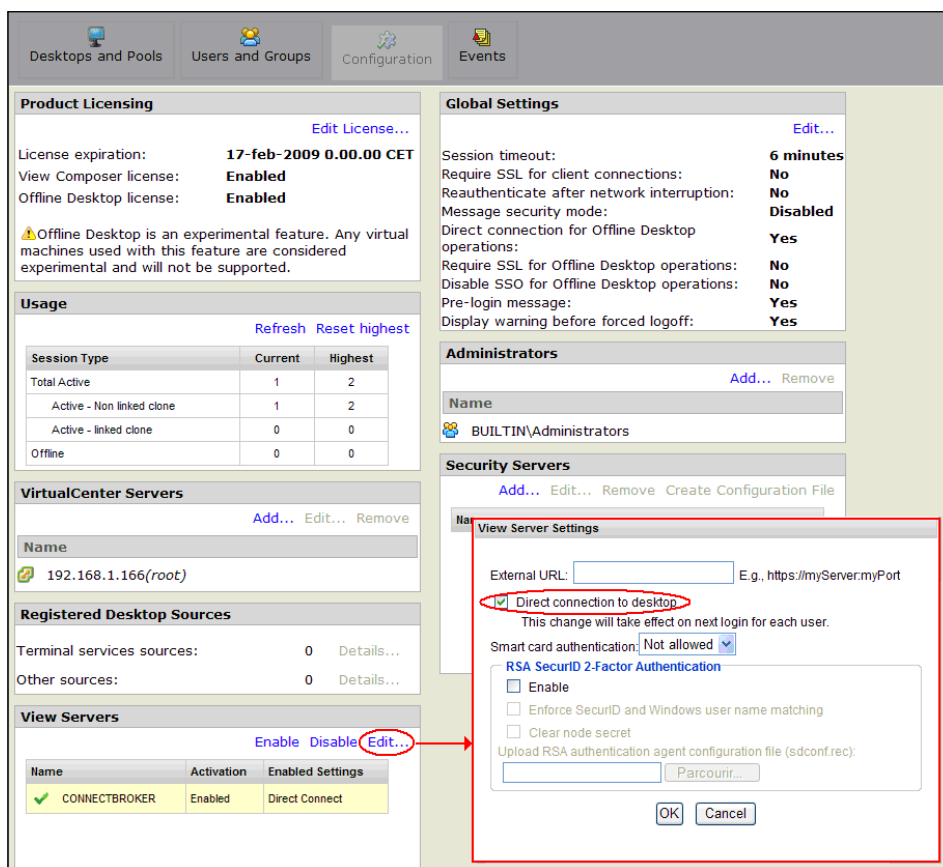 Desktops and Pools
Users and Groups
Configuration
Events
Product Licensing
Edit License...
License expiration: 17-feb-2009 0.00.00 CET
View Composer license: Enabled
Offline Desktop license: Enabled
Offline Desktop is an experimental feature. Any virtual
machines used with this feature are considered
experimental and will not be supported.
Usage
Refresh Reset highest
Session Type Current Highest
Total Active 1 2
Active - Non linked clone 1 2
Active - linked clone 0 0
Offline 0 0
VirtualCenter Servers
Add... Edit... Remove
Name
192.168.1.166(root)
Registered Desktop Sources
Terminal services sources: 0 Details...
Other sources: 0 Details...
View Servers
Enable Disable Edit...
Name Activation Enabled Settings
CONNECTBROKER Enabled Direct Connect
Global Settings
Edit...
Session timeout: 6 minutes
Require SSL for client connections: No
Reauthenticate after network interruption: No
Message security mode: Disabled
Direct connection for Offline Desktop
operations: Yes
Require SSL for Offline Desktop operations: No
Disable SSO for Offline Desktop operations: No
Pre-login message: Yes
Display warning before forced logoff: Yes
Administrators
Add... Remove
Name
BUILTIN\Administrators
Security Servers
Add... Edit... Remove Create Configuration File
View Server Settings
External URL: E.g., https://myServer:myPort
Direct connection to desktop
This change will take effect on next login for each user.
Smart card authentication: Not allowed
RSA SecurID 2-Factor Authentication
Enable
Enforce SecurID and Windows user name matching
Clear node secret
Upload RSA authentication agent configuration file (sdconf.rec):
Parcourir...
OK Cancel